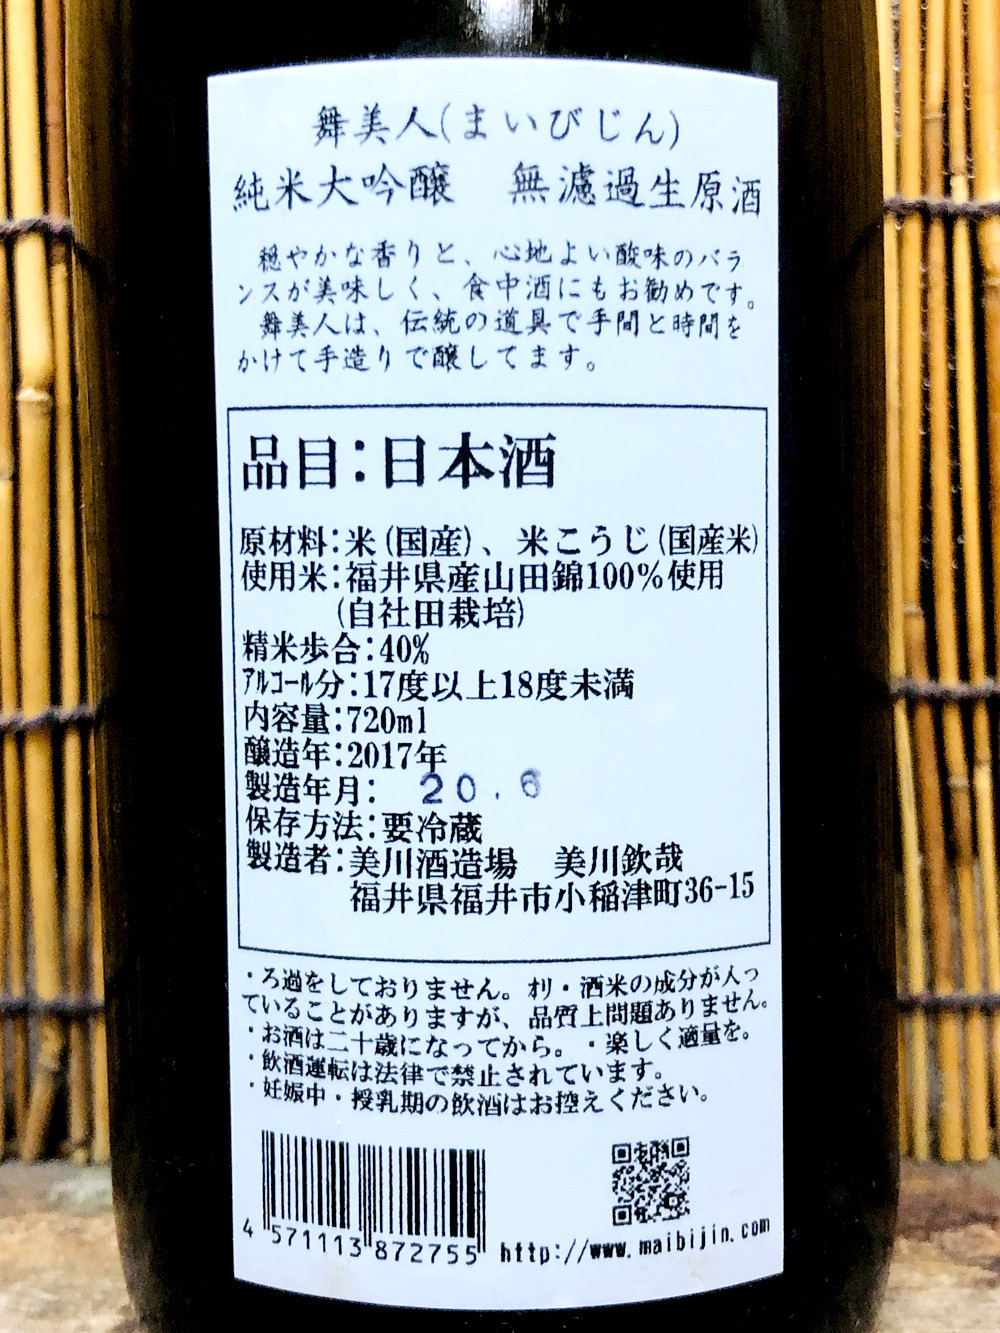 舞美人(まいびじん)
純米大吟醸　無濾過生原酒
穏やかな香りと、心地よい酸味のバラ
ンスが美味しく、食中酒にもお勧めです。
舞美人は、伝統の道具で手間と時間を
かけて手造りで醸してます。
品目：日本酒
原材料：米(国産)、米こうじ(国産米)
使用米：福井県産山田錦100%使用
(自社田栽培)
精米歩合：40%
アルコール分：17度以上18度未満
内容量：720ml
醸造年：2017年
製造年月：　20.6
保存方法：要冷蔵
製造者：美川酒造場　美川欽哉
福井県福井市小稲津町36-15
・ろ過をしておりません。オリ・酒米の成分が入っ
ていることがありますが、品質上問題ありません。
・お酒は二十歳になってから。・楽しく適量を。
・飲酒運転は法律で禁止されています。
・妊娠中・授乳期の飲酒はお控えください。
4 571113 872755
http://www.maibijin.com